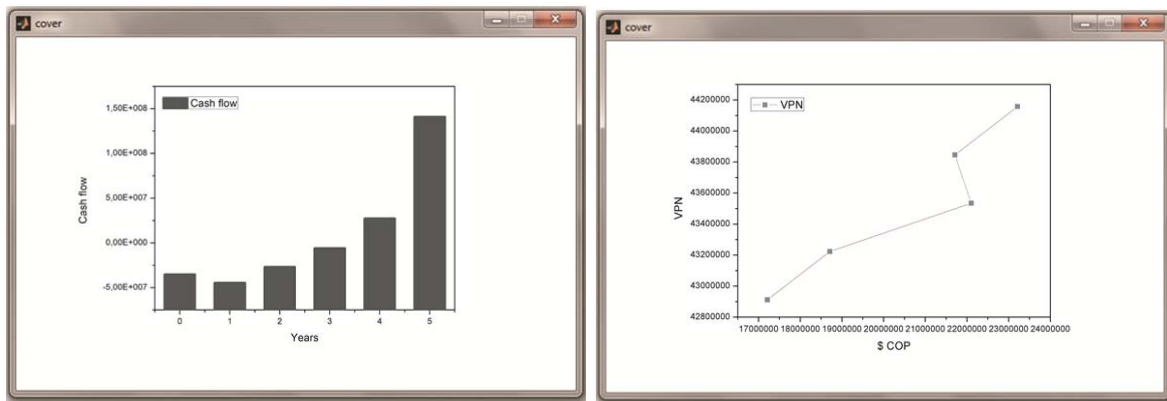 cover
Cash flow
1,50E+008
1,00E+008
5,00E+007
0,00E+000
-5,00E+007
Cash flow
0 1 2 3 4 5
Years
cover
VPN
44200000
44000000
43800000
43600000
43400000
43200000
43000000
42800000
VPN
17000000 18000000 19000000 20000000 21000000 22000000 23000000 24000000
$ COP